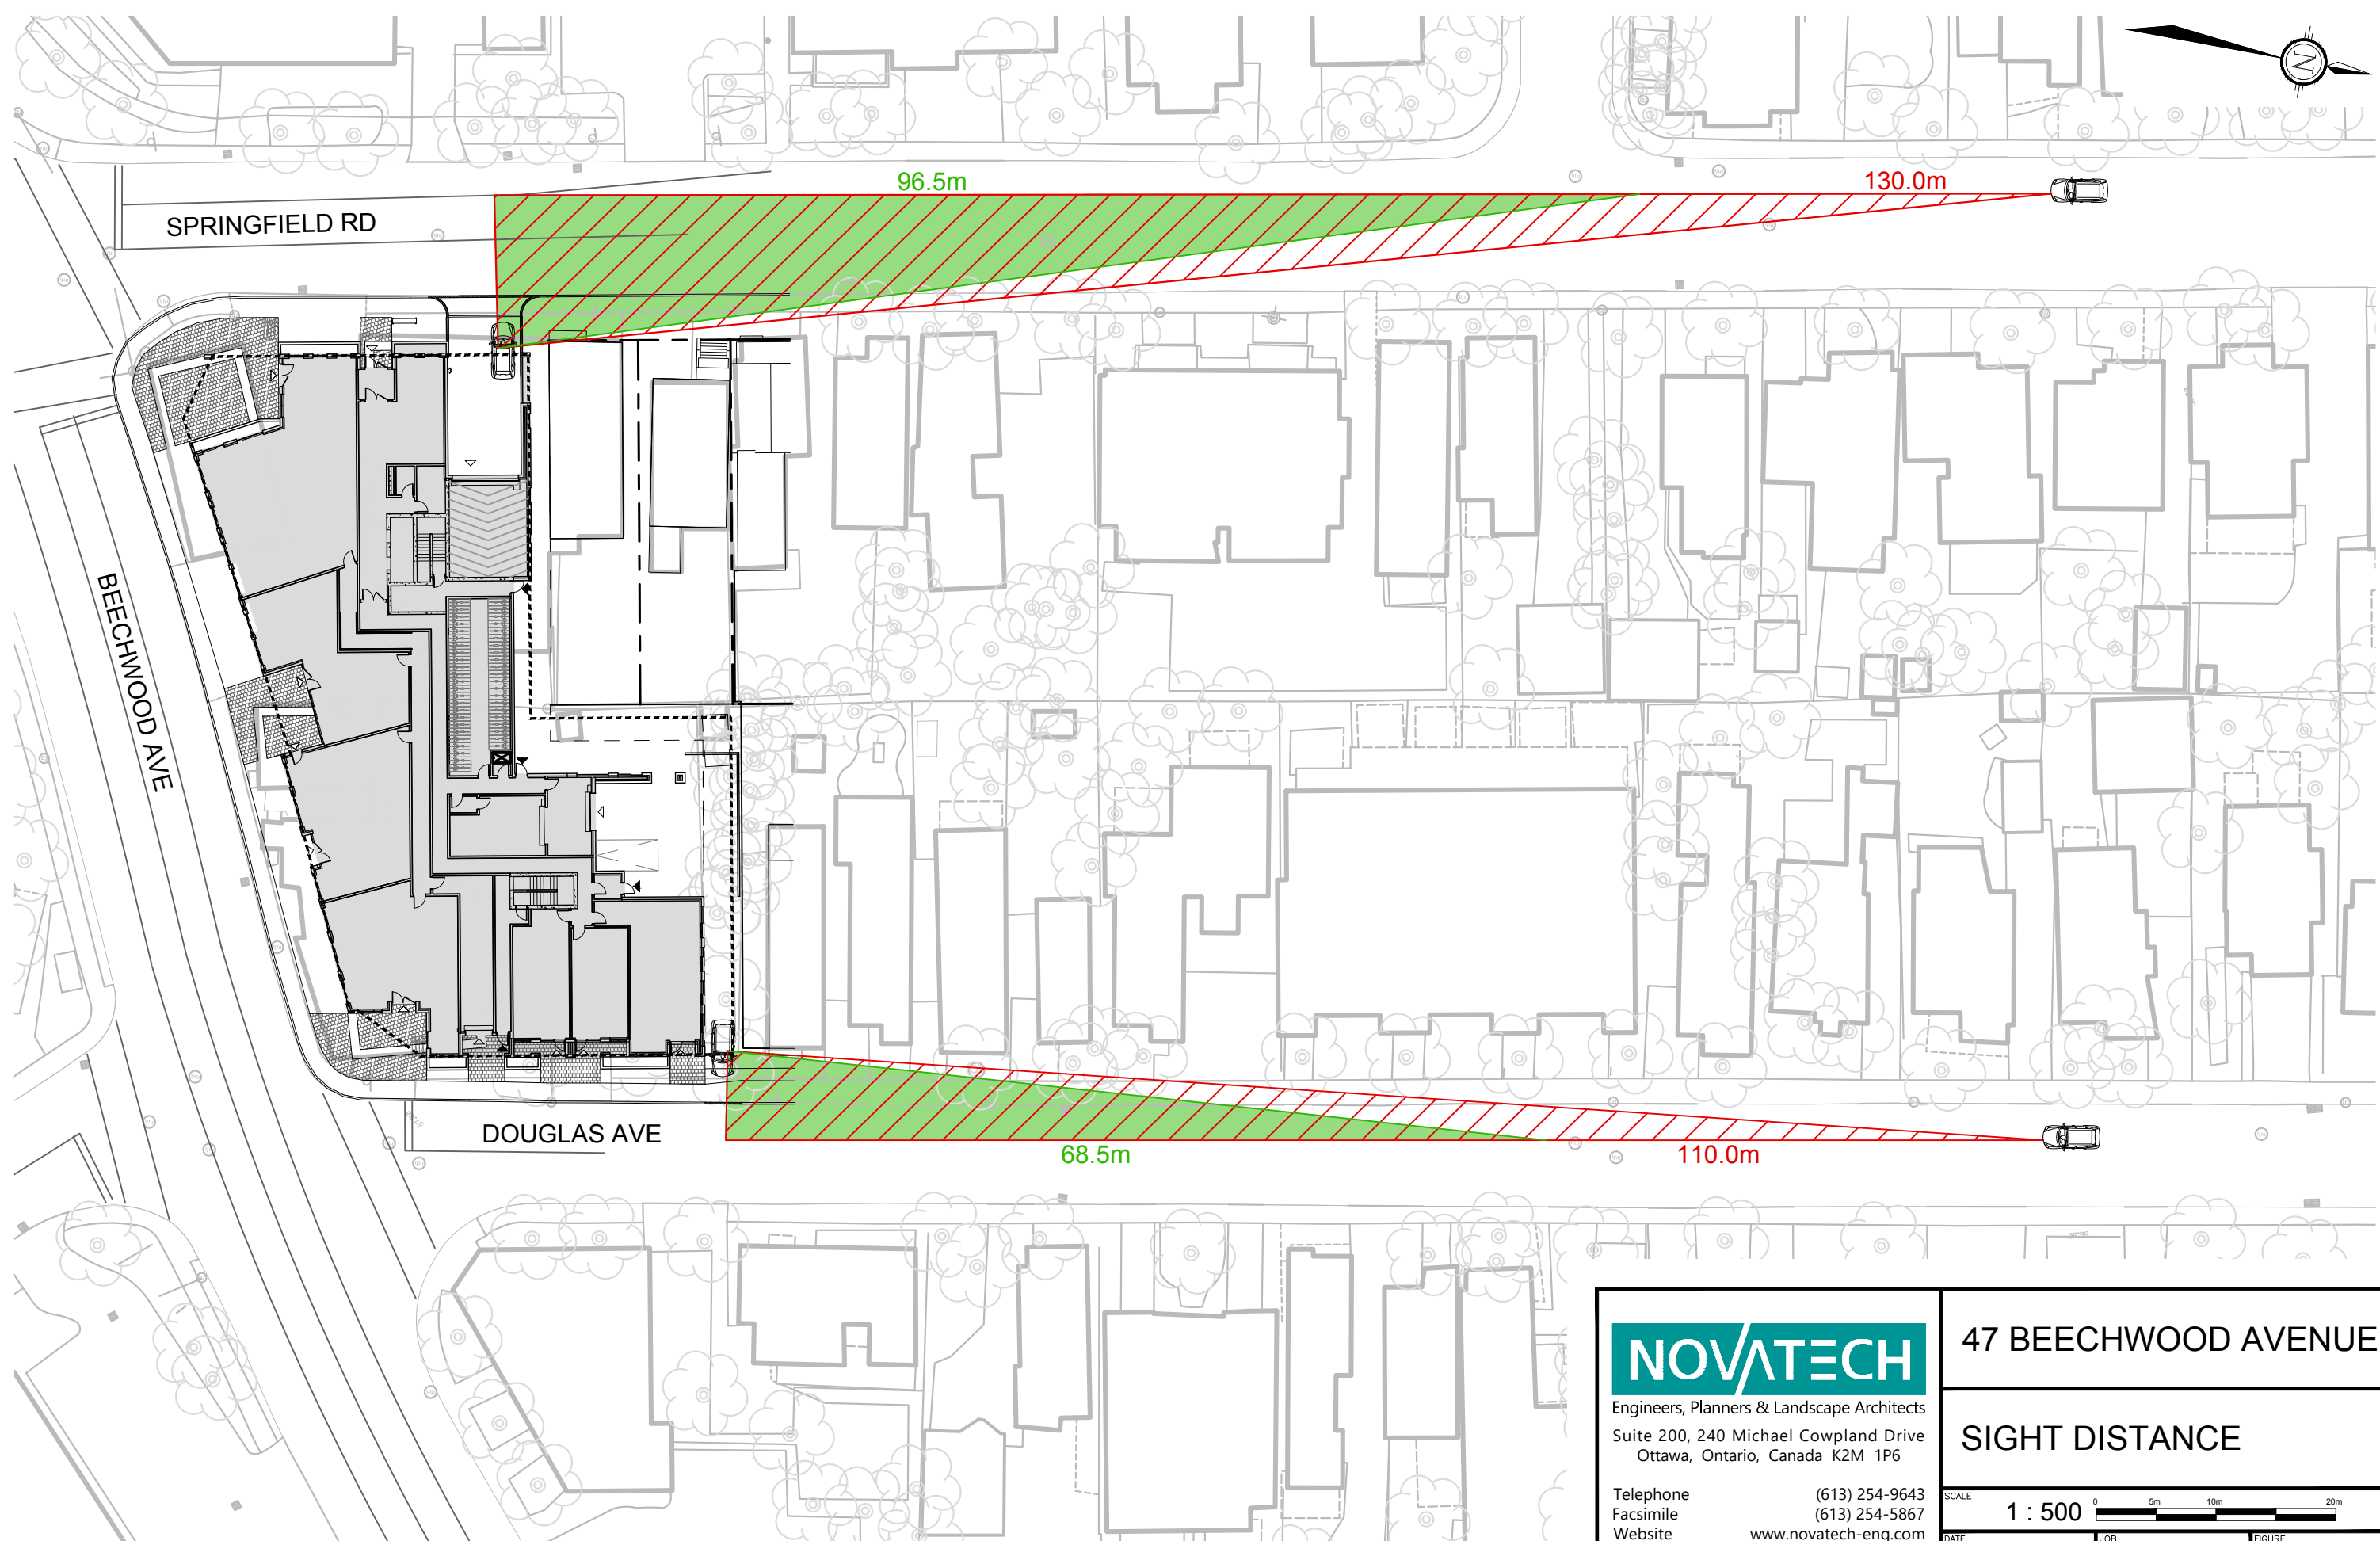 N
96.5m
130.0m
SPRINGFIELD RD
BEECHWOOD AVE
DOUGLAS AVE
68.5m
110.0m
NOVATECH
Engineers, Planners & Landscape Architects
Suite 200, 240 Michael Cowpland Drive
Ottawa, Ontario, Canada K2M 1P6
Telephone (613) 254-9643
Facsimile (613) 254-5867
Website www.novatech-eng.com
47 BEECHWOOD AVENUE
SIGHT DISTANCE
SCALE
1 : 500
0 5m 10m 20m
DATE JOB FIGURE